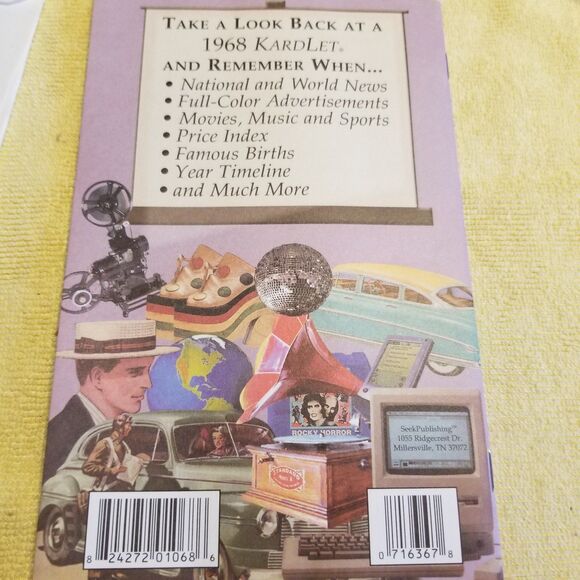 TAKE A LOOK BACK AT A
1968 KARDLET®
AND REMEMBER WHEN...
• National and World News
• Full-Color Advertisements
• Movies, Music and Sports
• Price Index
• Famous Births
• Year Timeline
• and Much More
ROCKY HORROR
STANDARD
SeekPublishing™
1055 Ridgecrest Dr.
Millersville, TN 37072
8 24272 01068 6
0 716367 8